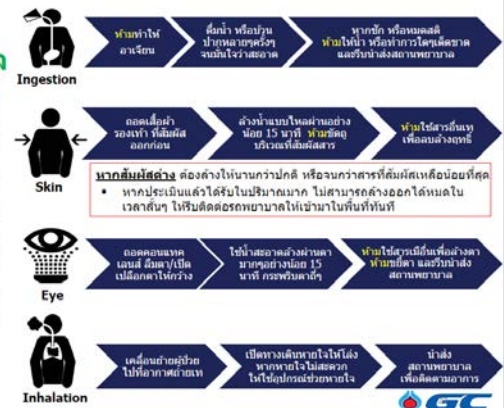 Ingestion
ห้ามทำให้
อาเจียน
ดื่มน้ำ หรือบ้วน
ปากหลายๆครั้งๆ
จนมั่นใจว่าสะอาด
หากชัก หรือหมดสติ
ห้ามให้น้ำ หรือทำการใดๆเด็ดขาด
และรีบนำส่งสถานพยาบาล
Skin
ถอดเสื้อผ้า
รองเท้า ที่สัมผัส
ออกก่อน
ล้างน้ำแบบไหลผ่านอย่าง
น้อย 15 นาที ห้ามขัดถู
บริเวณที่สัมผัสสาร
ห้ามใช้สารอื่นเท
เพื่อลบล้างฤทธิ์
หากสัมผัสด่าง ต้องล้างให้นานกว่าปกติ หรือจนกว่าสารที่สัมผัสเหลือน้อยที่สุด
• หากประเมินแล้วได้รับในปริมาณมาก ไม่สามารถล้างออกได้หมดใน
เวลาสั้นๆ ให้รีบติดต่อรถพยาบาลให้เข้ามาในพื้นที่ทันที
Eye
ถอดคอนแทค
เลนส์ ลืมตา/เปิด
เปลือกตาให้กว้าง
ใช้น้ำสะอาดล้างผ่านตา
มากๆอย่างน้อย 15
นาที กระพริบตาถี่ๆ
ห้ามใช้สารเมือื่นเพื่อล้างตา
ห้ามขยี้ตา และรีบนำส่ง
สถานพยาบาล
Inhalation
เคลื่อนย้ายผู้ป่วย
ไปที่อากาศถ่ายเท
เปิดทางเดินหายใจให้โล่ง
หากหายใจไม่สะดวก
ให้ใช้อุปกรณ์ช่วยหายใจ
นำส่ง
สถานพยาบาล
เพื่อติดตามอาการ
GC